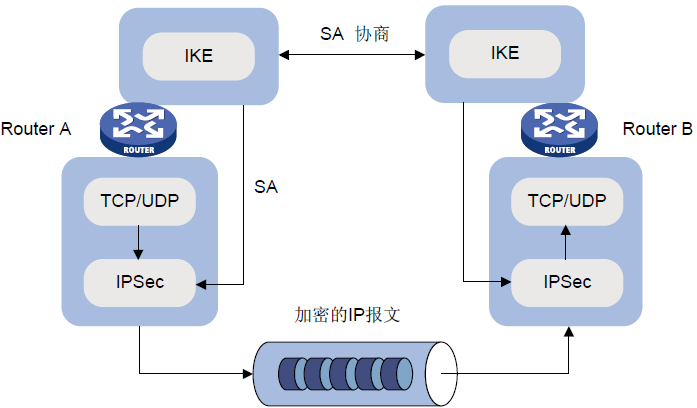 SA 协商
IKE
IKE
Router A
ROUTER
ROUTER
Router B
TCP/UDP
SA
TCP/UDP
IPSec
IPSec
加密的IP报文